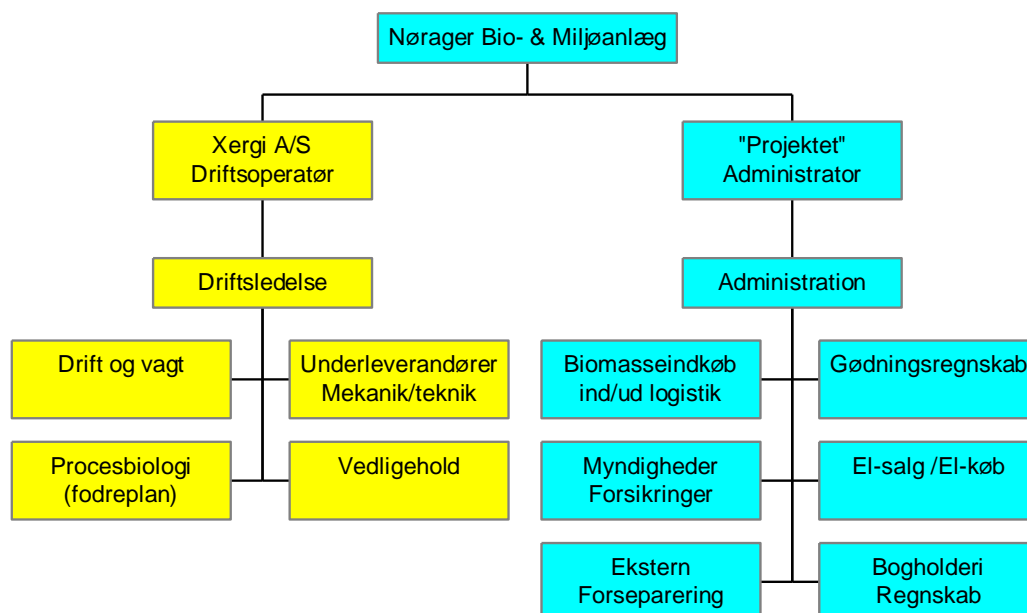 Nørager Bio- & Miljøanlæg
Xergi A/S
Driftsoperatør
"Projektet"
Administrator
Driftsledelse
Administration
Drift og vagt
Underleverandører
Mekanik/teknik
Biomasseindkøb
ind/ud logistik
Gødningsregnskab
Procesbiologi
(fodreplan)
Vedligehold
Myndigheder
Forsikringer
El-salg /El-køb
Ekstern
Forseparering
Bogholderi
Regnskab